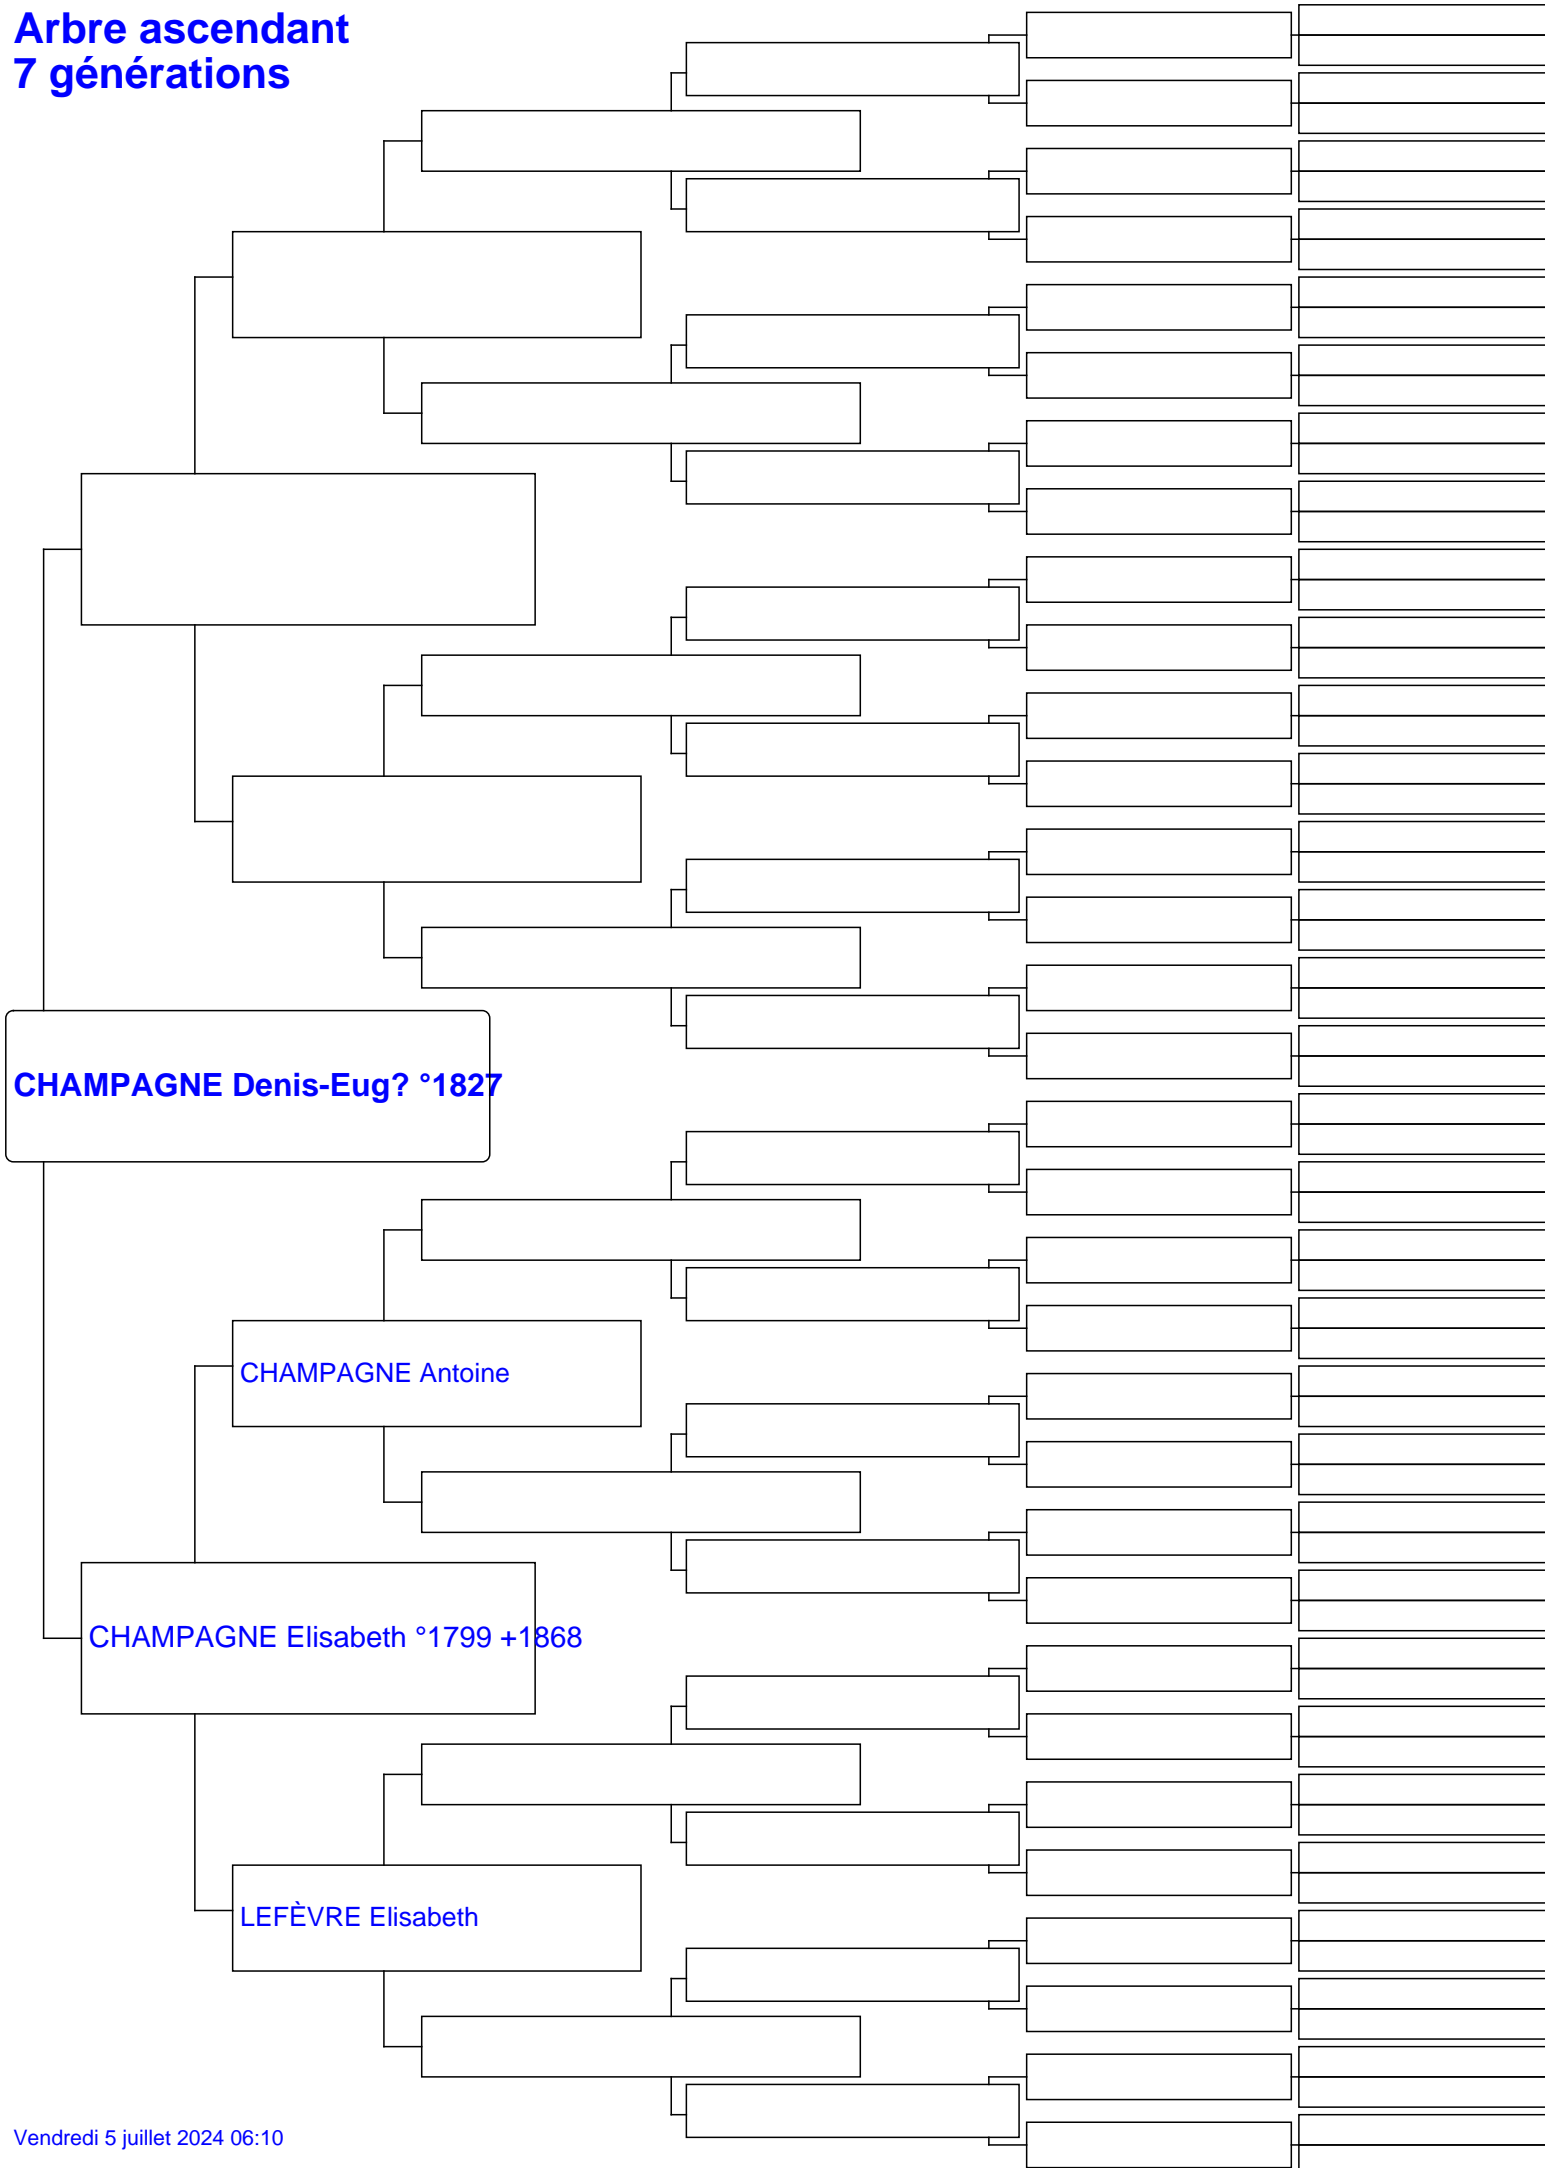 Arbre ascendant
7 générations
CHAMPAGNE Denis-Eug? °1827
CHAMPAGNE Antoine
CHAMPAGNE Elisabeth °1799 +1868
LEFÈVRE Elisabeth
Vendredi 5 juillet 2024 06:10